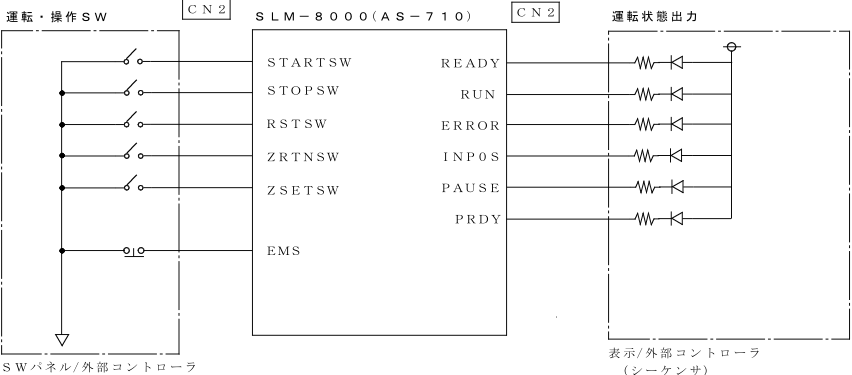 運転・操作ＳＷ
ＣＮ２
ＳＬＭ－８０００(ＡＳ－７１０)
ＣＮ２
運転状態出力
ＳＴＡＲＴＳＷ
ＳＴＯＰＳＷ
ＲＳＴＳＷ
ＺＲＴＮＳＷ
ＺＳＥＴＳＷ
ＥＭＳ
ＲＥＡＤＹ
ＲＵＮ
ＥＲＲＯＲ
ＩＮＰ０Ｓ
ＰＡＵＳＥ
ＰＲＤＹ
ＳＷパネル/外部コントローラ
表示/外部コントローラ
（シーケンサ）